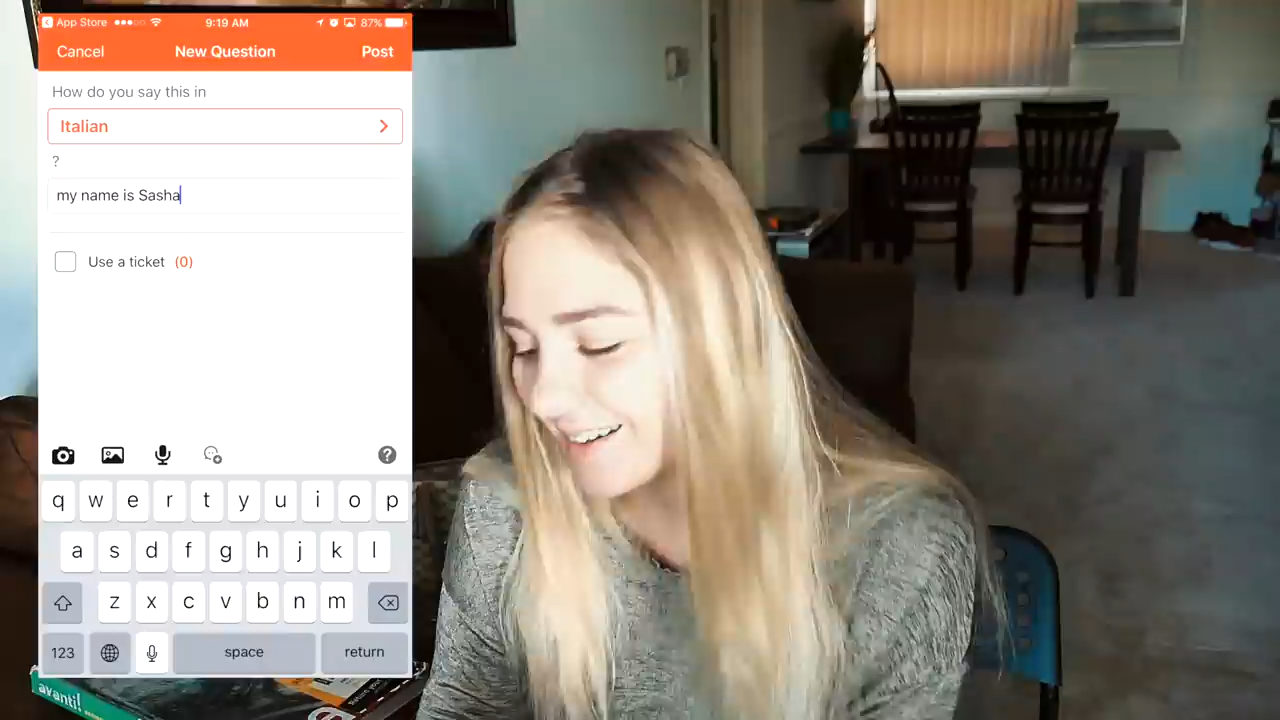 App Store 9:19 AM 87%
Cancel New Question Post
How do you say this in
Italian
?
my name is Sasha
Use a ticket (0)
q w e r t y u i o p
a s d f g h j k l
z x c v b n m
123 space return
avanti!